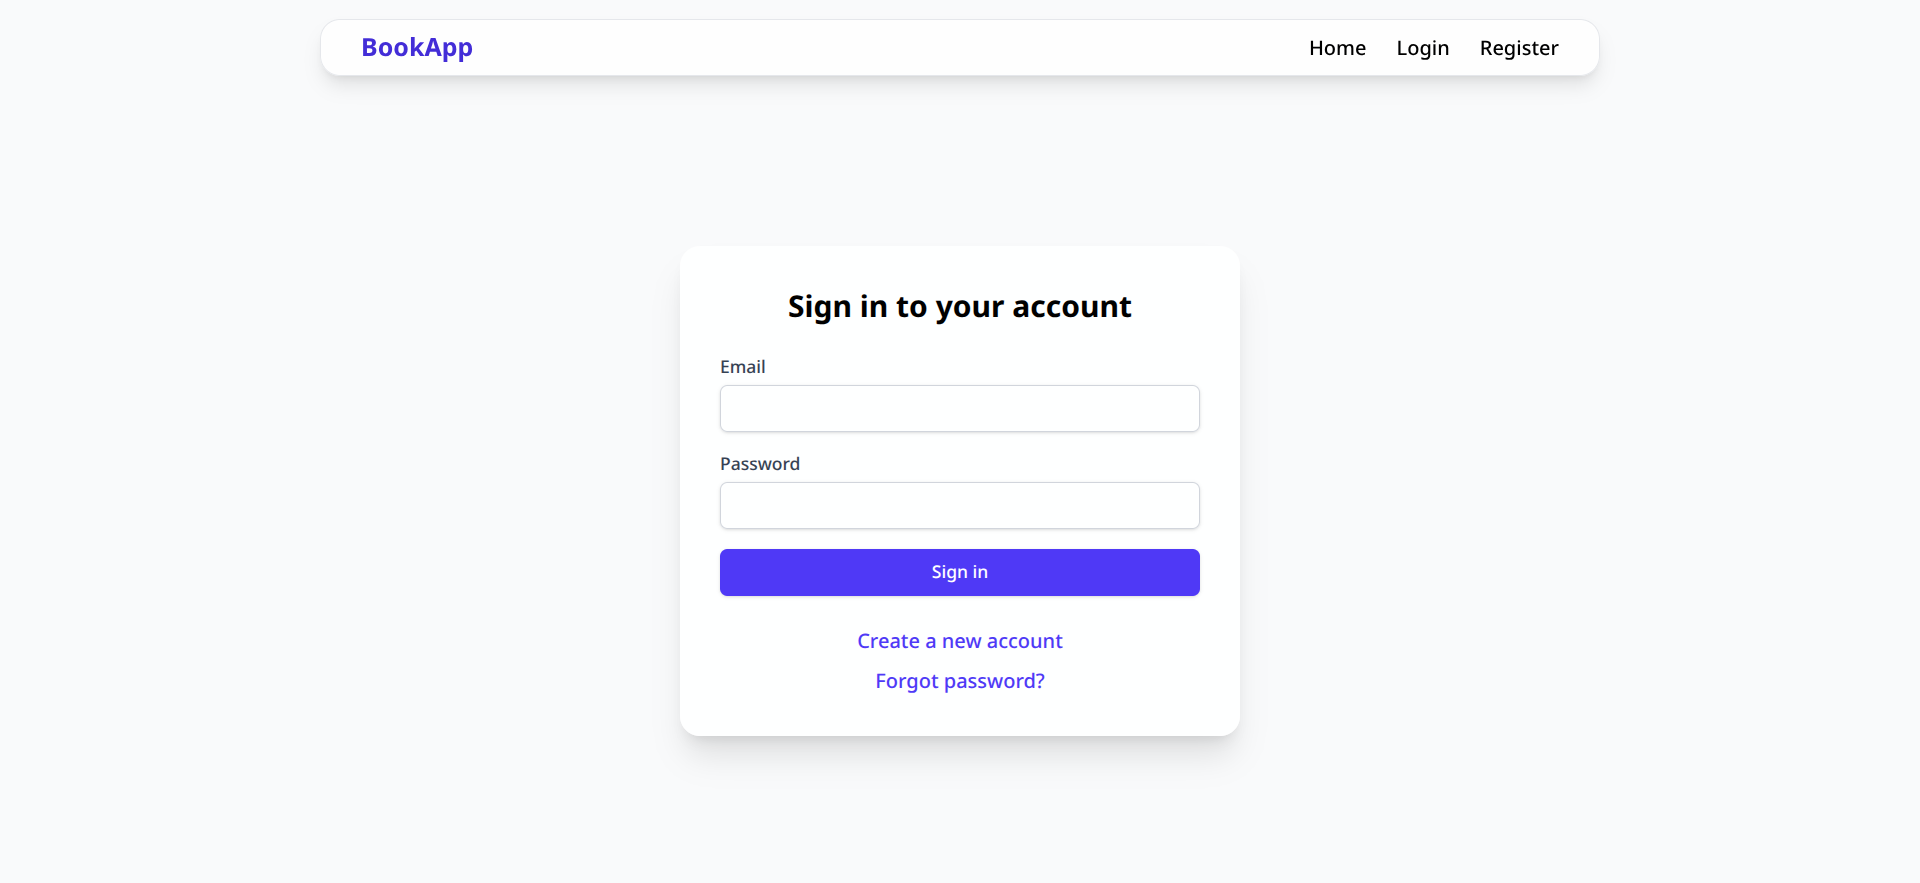 BookApp
Home Login Register
Sign in to your account
Email
Password
Sign in
Create a new account
Forgot password?